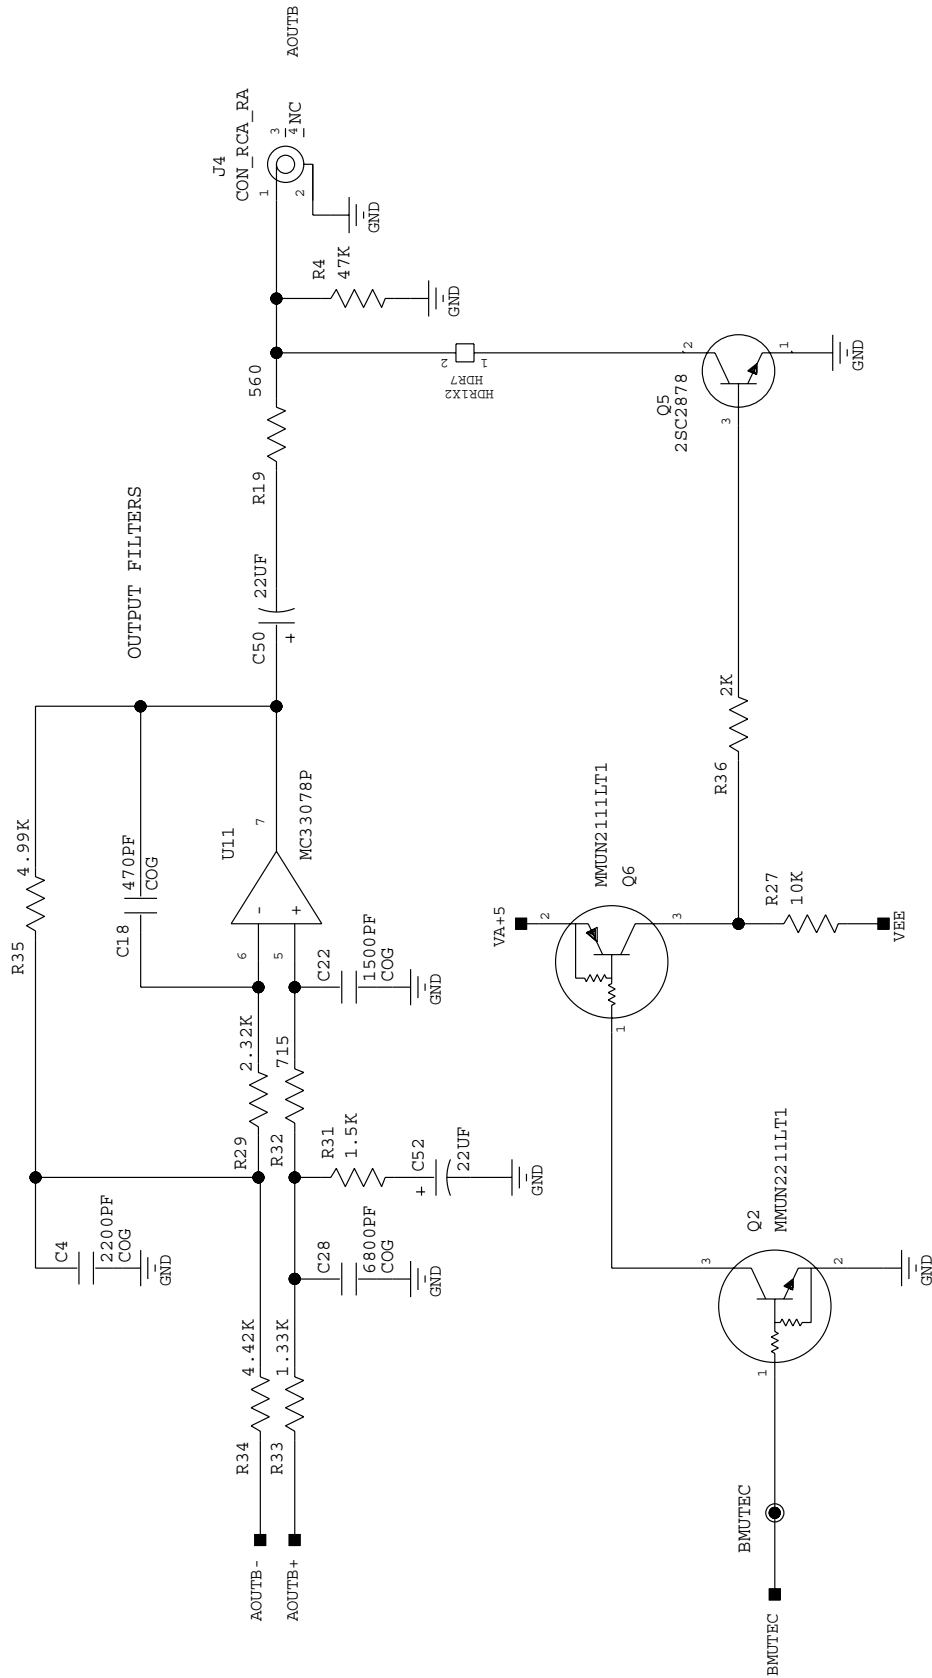 OUTPUT FILTERS
C4
2200PF
COG
GND
R35
4.99K
C18
470PF
COG
AOUTB-
R34
4.42K
R29
2.32K
6
-
U11
7
MC33078P
C50
22UF
+
R19
560
AOUTB+
R33
1.33K
R32
715
5
+
C28
6800PF
COG
GND
R31
1.5K
+
C52
22UF
GND
C22
1500PF
COG
GND
J4
CON_RCA_RA
1
2
3
4
NC
AOUTB
GND
R4
47K
GND
2
1
HDR7
HDR1X2
Q5
2SC2878
2
3
1
GND
R36
2K
MMUN2111LT1
Q6
VA+5
2
3
1
R27
10K
VEE
Q2
MMUN2211LT1
3
1
2
GND
BMUTEC
BMUTEC